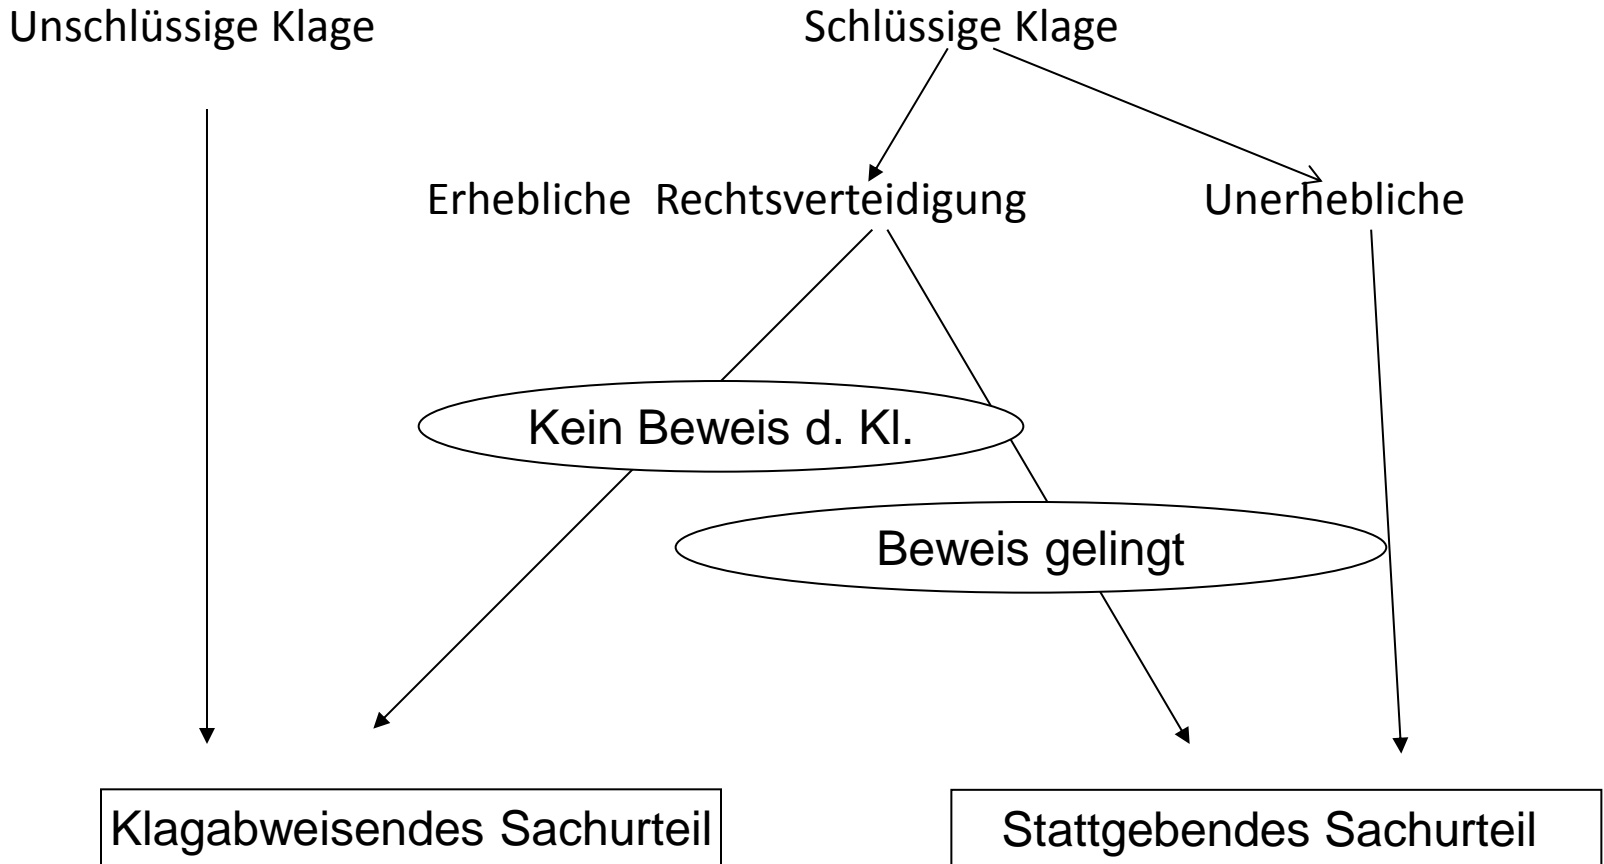 Unschlüssige Klage Schlüssige Klage
Erhebliche Rechtsverteidigung Unerhebliche
Kein Beweis d. Kl.
Beweis gelingt
Klagabweisendes Sachurteil Stattgebendes Sachurteil